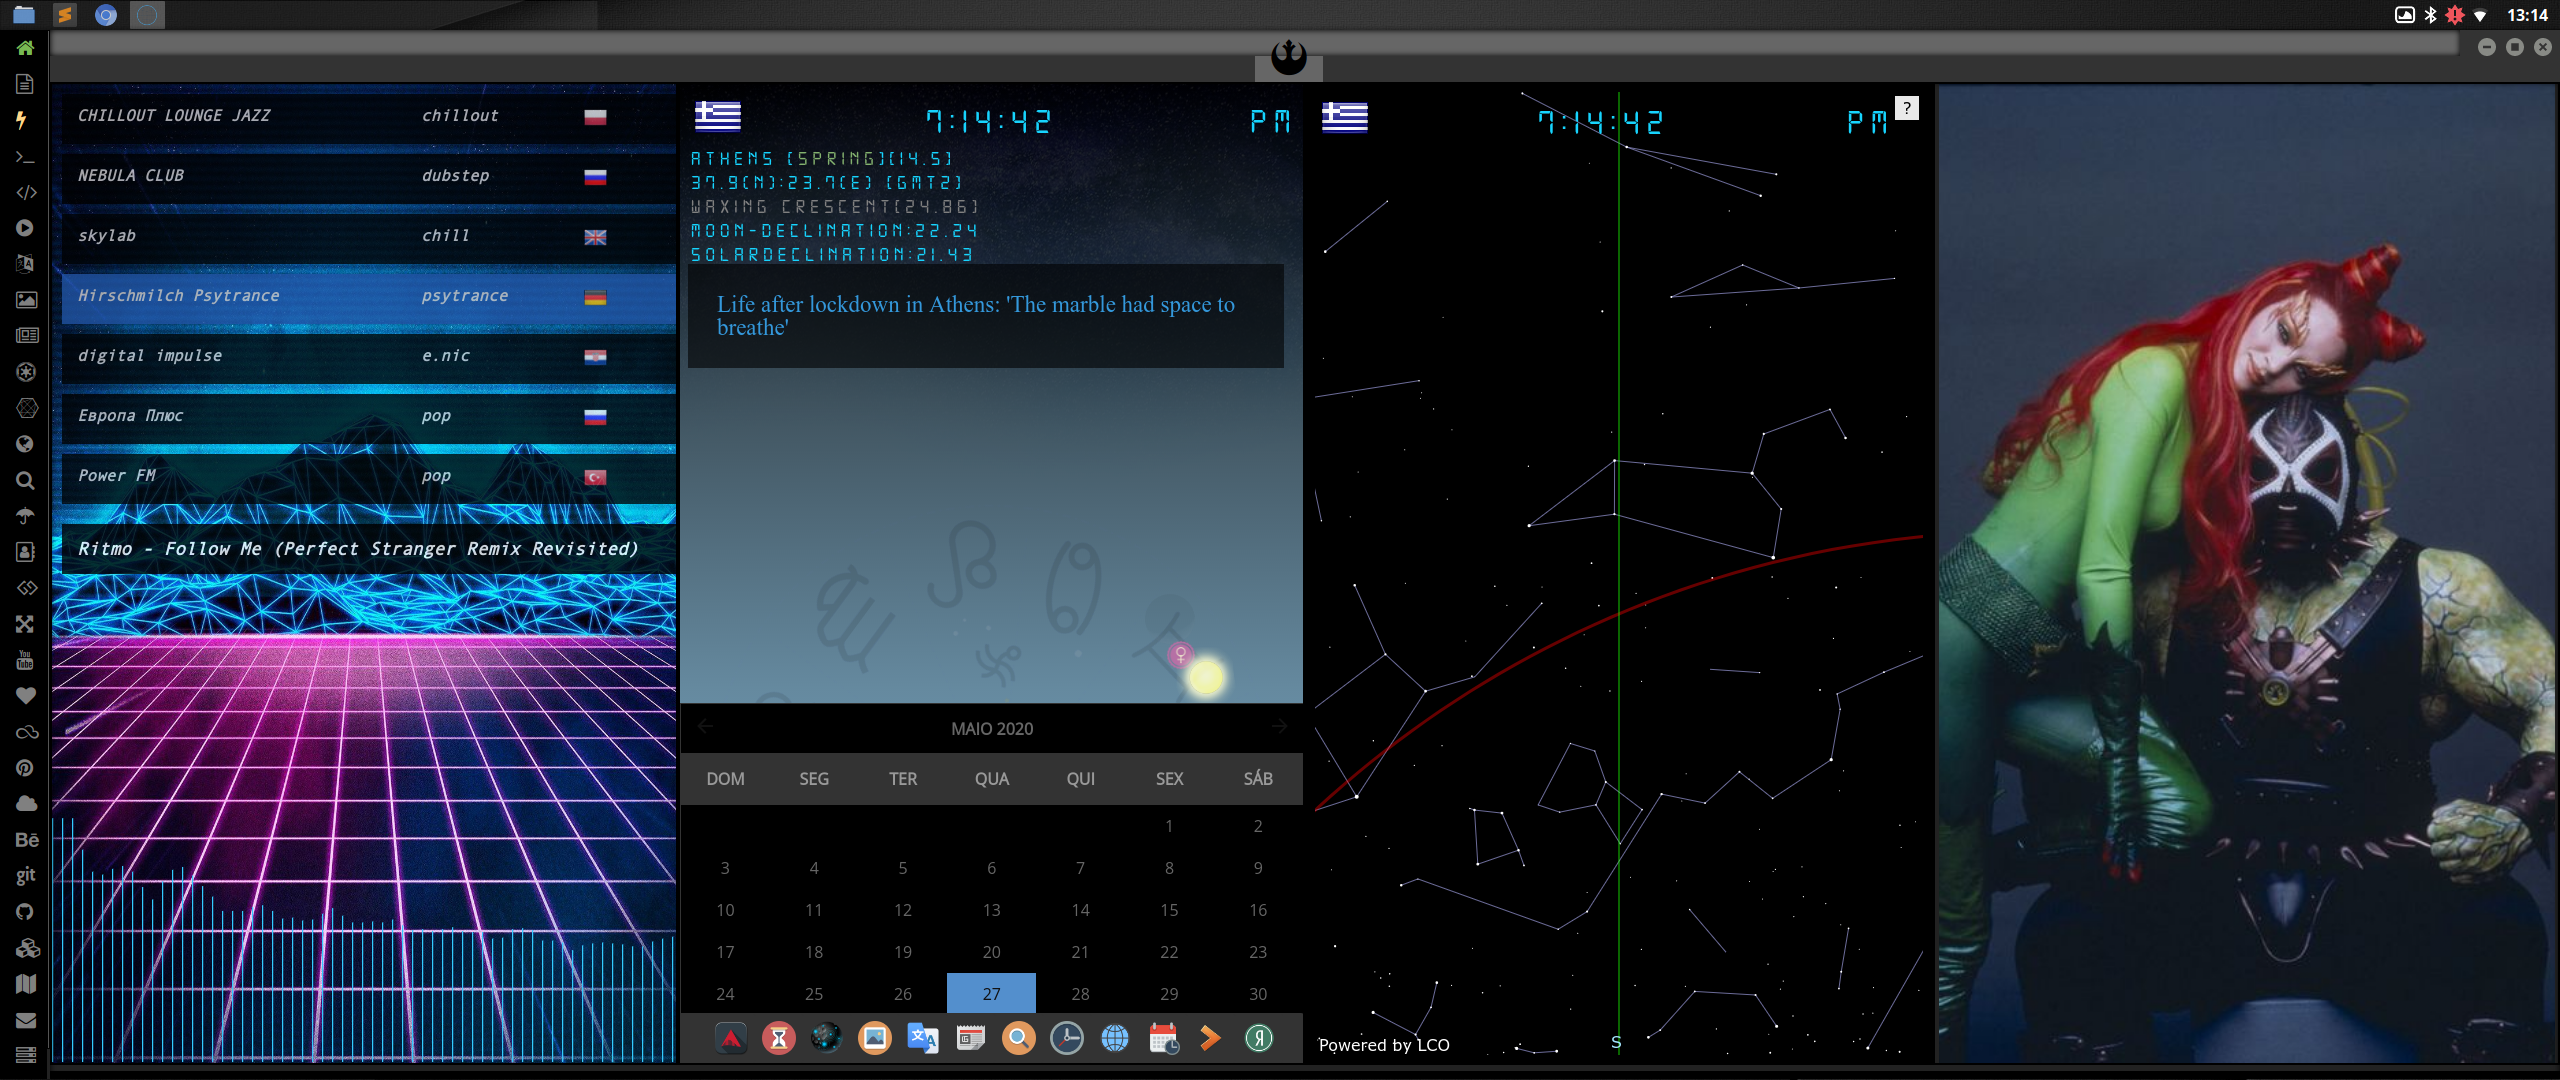 13:14
CHILLOUT LOUNGE JAZZ chillout
NEBULA CLUB dubstep
skylab chill
Hirschmilch Psytrance psytrance
digital impulse e.nic
Европа Плюс pop
Power FM pop
Ritmo - Follow Me (Perfect Stranger Remix Revisited)
You
Tube
Bē
git
7:14:42 PM
ATHENS [SPRING][14.5]
37.9(N):23.7(E) [GMT2]
WAXING CRESCENT[24.86]
MOON-DECLINATION:22.24
SOLARDECLINATION:21.43
Life after lockdown in Athens: 'The marble had space to
breathe'
MAIO 2020
DOM SEG TER QUA QUI SEX SÁB
1 2
3 4 5 6 7 8 9
10 11 12 13 14 15 16
17 18 19 20 21 22 23
24 25 26 27 28 29 30
7:14:42 PM ?
Powered by LCO
S